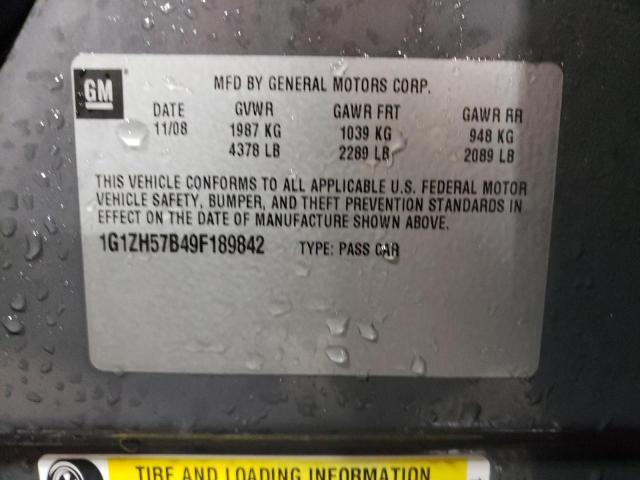 GM
MFD BY GENERAL MOTORS CORP.
DATE GVWR GAWR FRT GAWR RR
11/08 1987 KG 1039 KG 948 KG
4378 LB 2289 LB 2089 LB
THIS VEHICLE CONFORMS TO ALL APPLICABLE U.S. FEDERAL MOTOR
VEHICLE SAFETY, BUMPER, AND THEFT PREVENTION STANDARDS IN
EFFECT ON THE DATE OF MANUFACTURE SHOWN ABOVE.
1G1ZH57B49F189842 TYPE: PASS CAR
TIRE AND LOADING INFORMATION